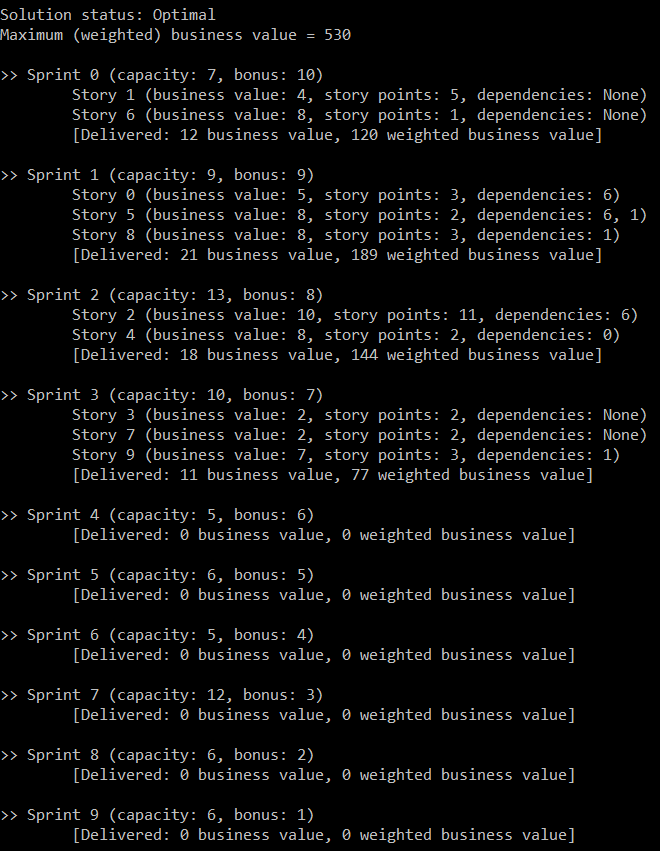 Solution status: Optimal
Maximum (weighted) business value = 530
>> Sprint 0 (capacity: 7, bonus: 10)
Story 1 (business value: 4, story points: 5, dependencies: None)
Story 6 (business value: 8, story points: 1, dependencies: None)
[Delivered: 12 business value, 120 weighted business value]
>> Sprint 1 (capacity: 9, bonus: 9)
Story 0 (business value: 5, story points: 3, dependencies: 6)
Story 5 (business value: 8, story points: 2, dependencies: 6, 1)
Story 8 (business value: 8, story points: 3, dependencies: 1)
[Delivered: 21 business value, 189 weighted business value]
>> Sprint 2 (capacity: 13, bonus: 8)
Story 2 (business value: 10, story points: 11, dependencies: 6)
Story 4 (business value: 8, story points: 2, dependencies: 0)
[Delivered: 18 business value, 144 weighted business value]
>> Sprint 3 (capacity: 10, bonus: 7)
Story 3 (business value: 2, story points: 2, dependencies: None)
Story 7 (business value: 2, story points: 2, dependencies: None)
Story 9 (business value: 7, story points: 3, dependencies: 1)
[Delivered: 11 business value, 77 weighted business value]
>> Sprint 4 (capacity: 5, bonus: 6)
[Delivered: 0 business value, 0 weighted business value]
>> Sprint 5 (capacity: 6, bonus: 5)
[Delivered: 0 business value, 0 weighted business value]
>> Sprint 6 (capacity: 5, bonus: 4)
[Delivered: 0 business value, 0 weighted business value]
>> Sprint 7 (capacity: 12, bonus: 3)
[Delivered: 0 business value, 0 weighted business value]
>> Sprint 8 (capacity: 6, bonus: 2)
[Delivered: 0 business value, 0 weighted business value]
>> Sprint 9 (capacity: 6, bonus: 1)
[Delivered: 0 business value, 0 weighted business value]